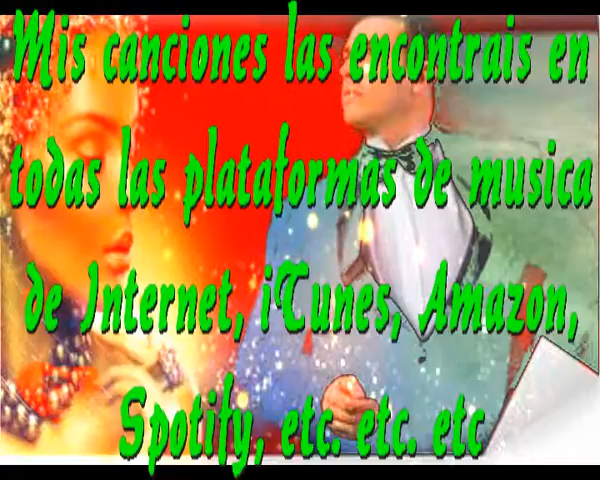 Mis canciones las encontrais en
todas las plataformas de musica
de Internet, iTunes, Amazon,
Spotify, etc. etc. etc